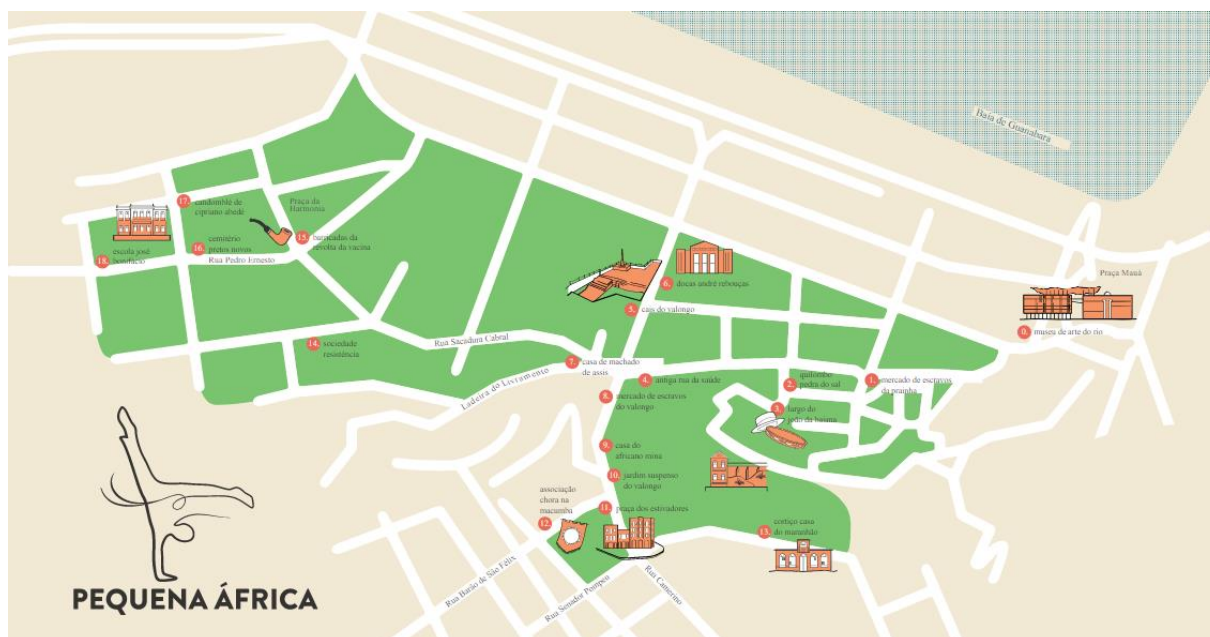 Baía de Guanabara
17. candomblé de
cipriano abedé
Praça da
Harmonia
18. escola josé
bonifácio
16. cemitério
pretos novos
Rua Pedro Ernesto
15. barricadas da
revolta da vacina
6. docas andré rebouças
5. cais do valongo
Praça Mauá
0. museu de arte do rio
14. sociedade
resistência
Rua Sacadura Cabral
7. casa de machado
de assis
Ladeira do Livramento
4. antiga rua da saúde
2. quilombo
pedra do sal
1. mercado de escravos
da prainha
8. mercado de escravos
do valongo
3. largo do
joão da baiana
9. casa do
africano mina
10. jardim suspenso
do valongo
12. associação
chora na
macumba
11. praça dos estivadores
13. cortiço casa
do maranhão
Rua Barão de São Félix
Rua Senador Pompeu
Rua Camerino
PEQUENA ÁFRICA